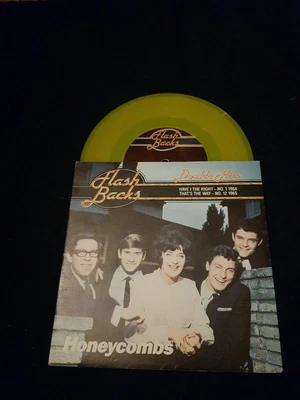 Flash
Backs
Flash
Backs
Double Hits
HAVE I THE RIGHT - NO. 1 1964
THAT'S THE WAY - NO. 12 1965
Honeycombs